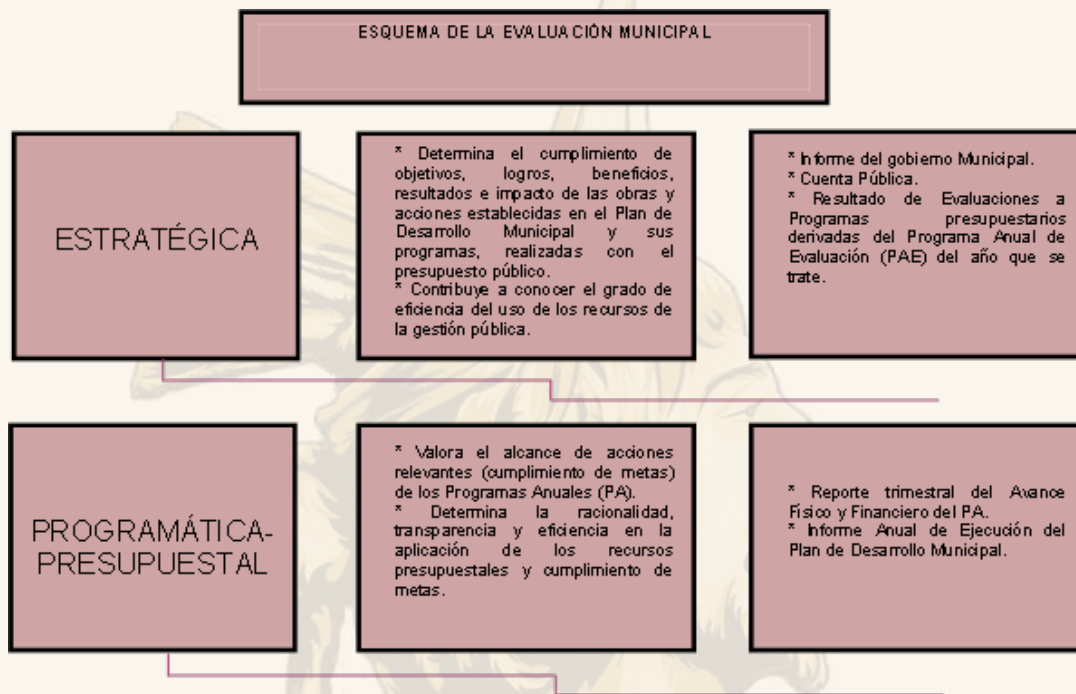 ESQUEMA DE LA EVALUACIÓN MUNICIPAL
ESTRATÉGICA
* Determina el cumplimiento de
objetivos, logros, beneficios,
resultados e impacto de las obras y
acciones establecidas en el Plan de
Desarrollo Municipal y sus
programas, realizadas con el
presupuesto público.
* Contribuye a conocer el grado de
eficiencia del uso de los recursos de
la gestión pública.
* Informe del gobierno Municipal.
* Cuenta Pública.
* Resultado de Evaluaciones a
Programas presupuestarios
derivadas del Programa Anual de
Evaluación (PAE) del año que se
trate.
PROGRAMÁTICA-
PRESUPUESTAL
* Valora el alcance de acciones
relevantes (cumplimiento de metas)
de los Programas Anuales (PA).
* Determina la racionalidad,
transparencia y eficiencia en la
aplicación de los recursos
presupuestales y cumplimiento de
metas.
* Reporte trimestral del Avance
Físico y Financiero del PA.
* Informe Anual de Ejecución del
Plan de Desarrollo Municipal.